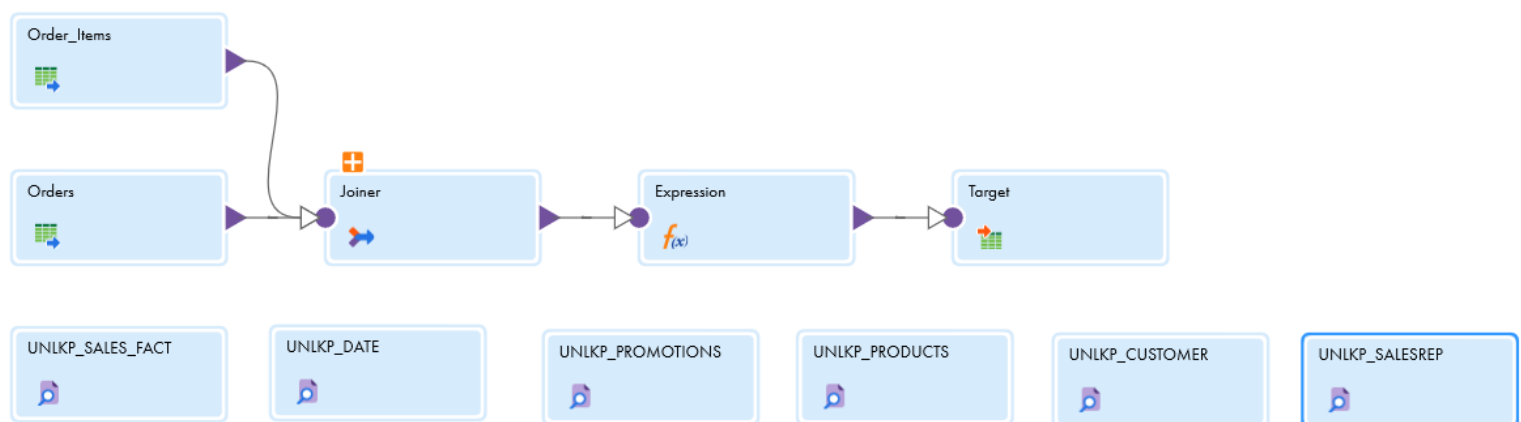 Order_Items
Orders
Joiner
Expression
f(x)
Target
UNLKP_SALES_FACT
UNLKP_DATE
UNLKP_PROMOTIONS
UNLKP_PRODUCTS
UNLKP_CUSTOMER
UNLKP_SALESREP